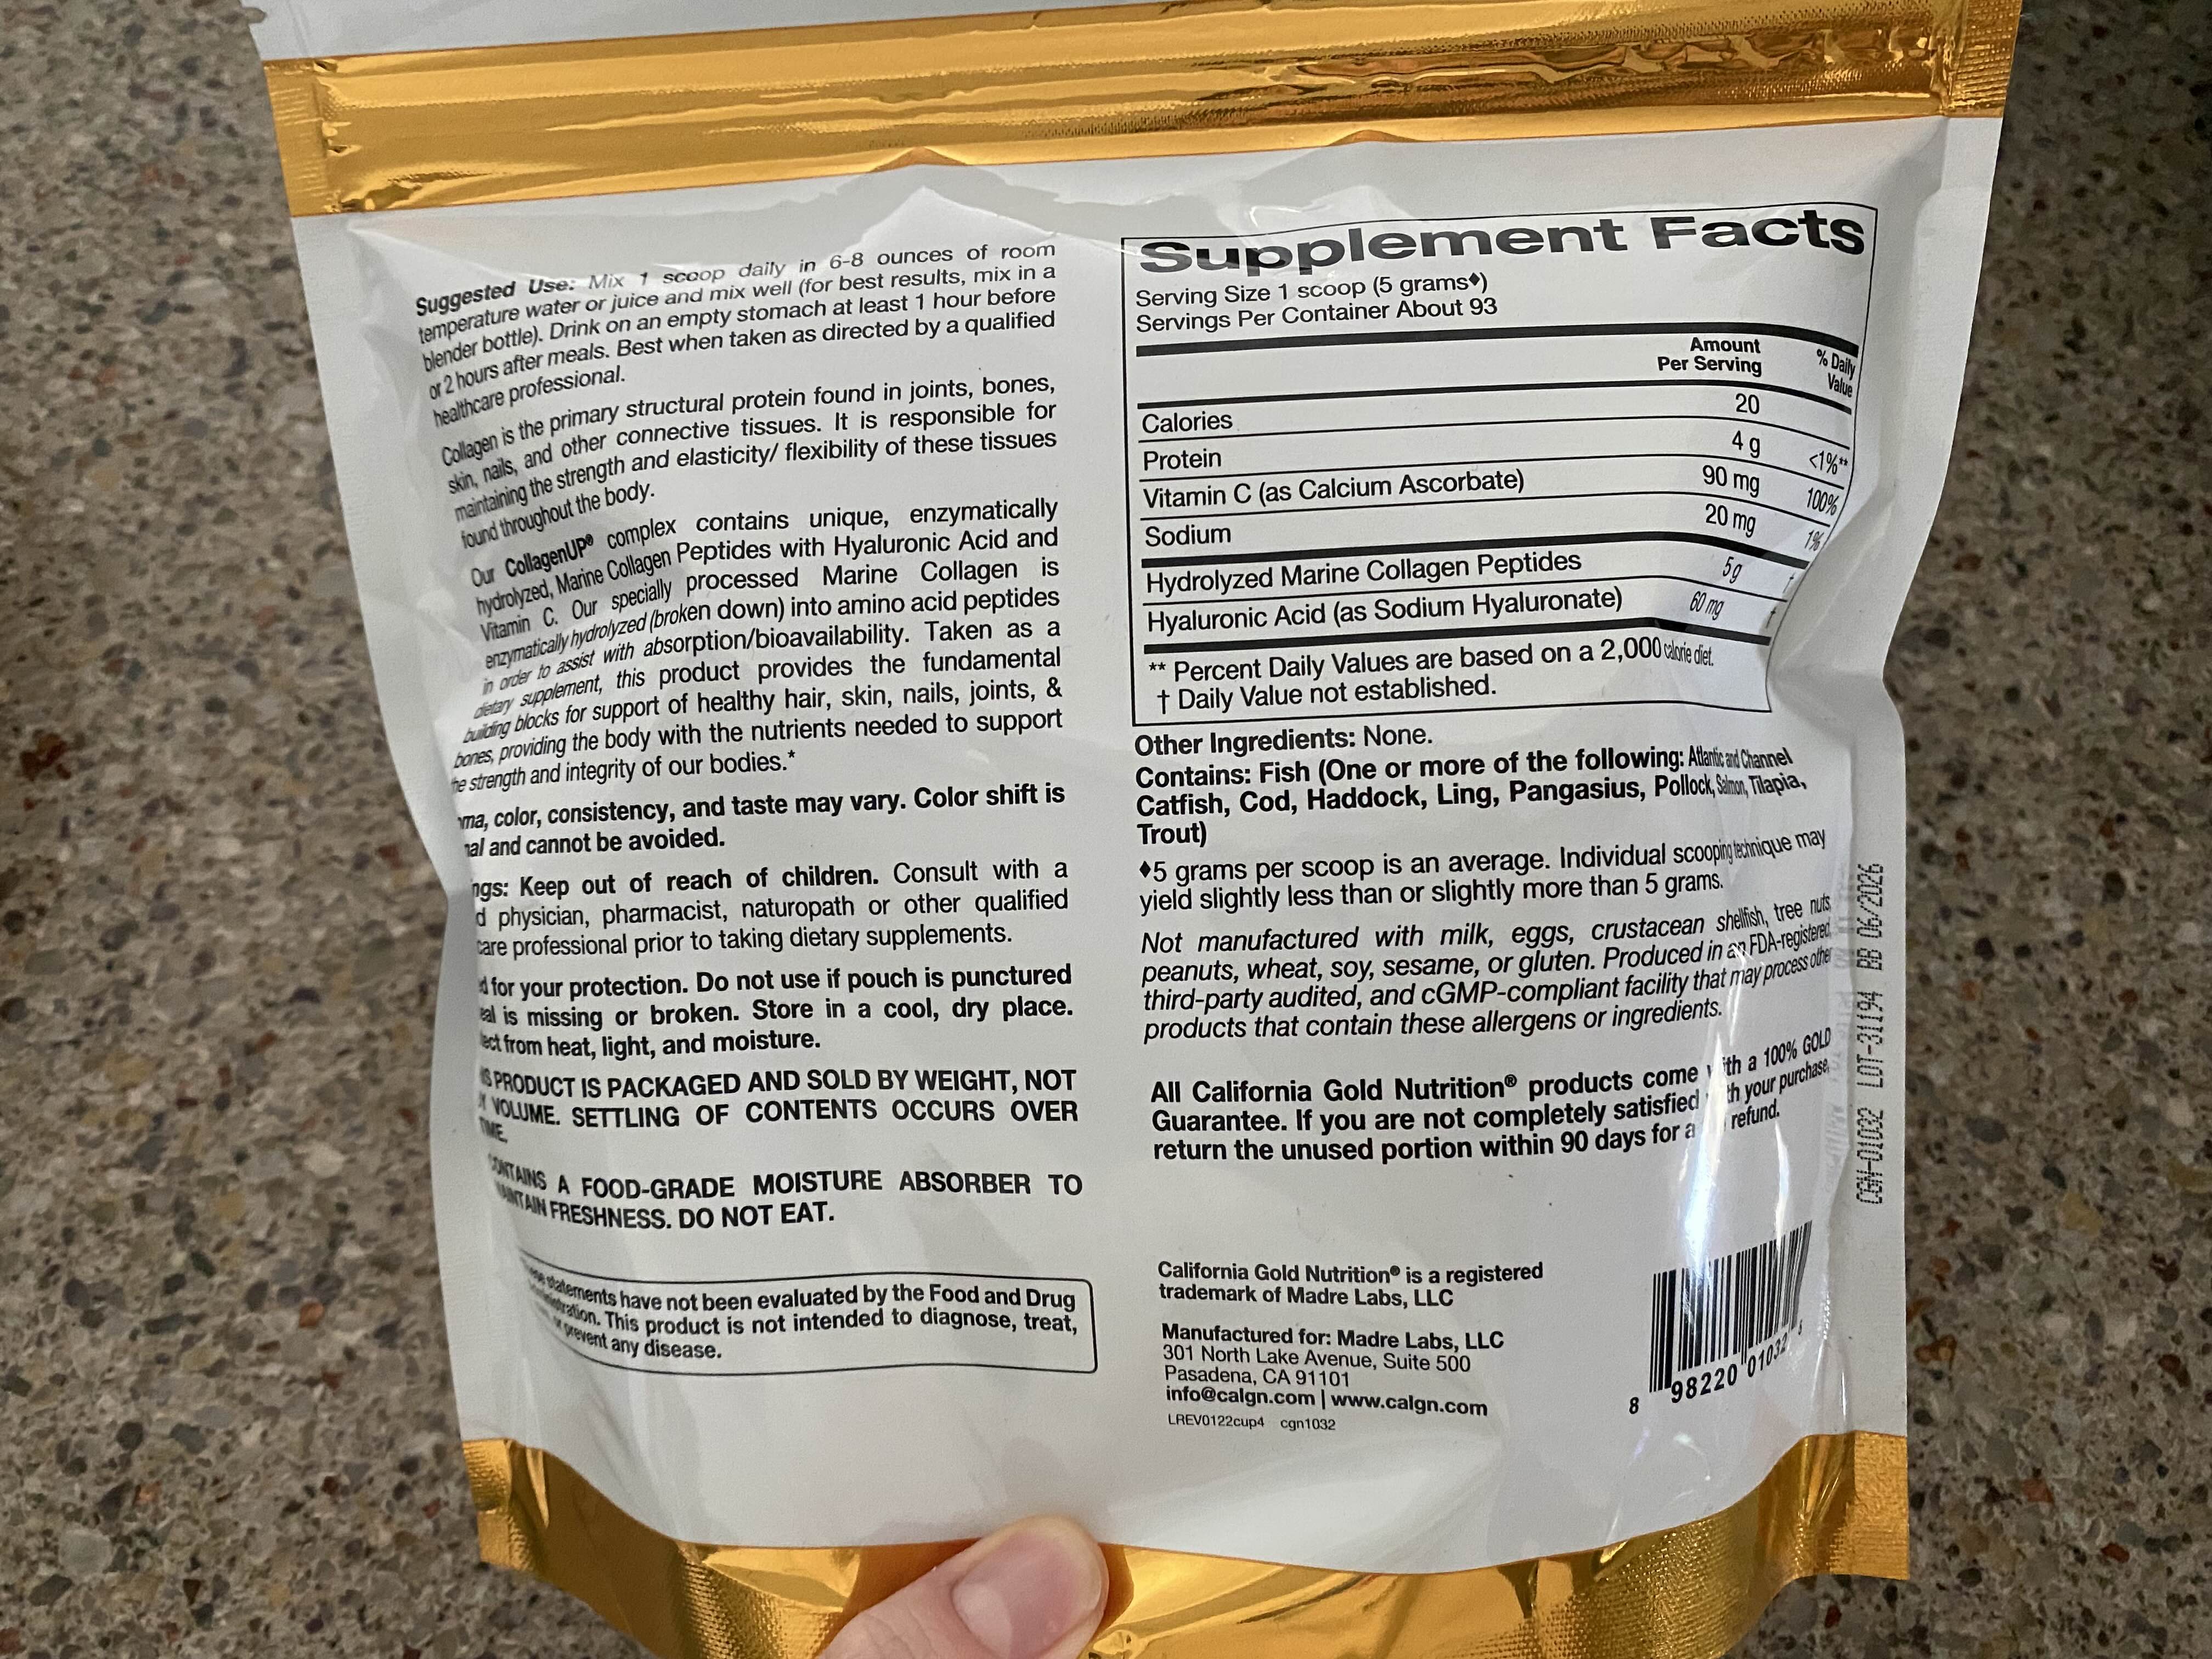 Suggested Use: Mix 1 scoop daily in 6-8 ounces of room
temperature water or juice and mix well (for best results, mix in a
blender bottle). Drink on an empty stomach at least 1 hour before
or 2 hours after meals. Best when taken as directed by a qualified
healthcare professional.
Collagen is the primary structural protein found in joints, bones,
skin, nails, and other connective tissues. It is responsible for
maintaining the strength and elasticity/ flexibility of these tissues
found throughout the body.
Our CollagenUP® complex contains unique, enzymatically
hydrolyzed, Marine Collagen Peptides with Hyaluronic Acid and
Vitamin C. Our specially processed Marine Collagen is
enzymatically hydrolyzed (broken down) into amino acid peptides
in order to assist with absorption/bioavailability. Taken as a
dietary supplement, this product provides the fundamental
building blocks for support of healthy hair, skin, nails, joints, &
bones, providing the body with the nutrients needed to support
he strength and integrity of our bodies.*
ma, color, consistency, and taste may vary. Color shift is
al and cannot be avoided.
ngs: Keep out of reach of children. Consult with a
d physician, pharmacist, naturopath or other qualified
care professional prior to taking dietary supplements.
d for your protection. Do not use if pouch is punctured
eal is missing or broken. Store in a cool, dry place.
ect from heat, light, and moisture.
S PRODUCT IS PACKAGED AND SOLD BY WEIGHT, NOT
Y VOLUME. SETTLING OF CONTENTS OCCURS OVER
TIME.
ONTAINS A FOOD-GRADE MOISTURE ABSORBER TO
AINTAIN FRESHNESS. DO NOT EAT.
statements have not been evaluated by the Food and Drug
istration. This product is not intended to diagnose, treat,
or prevent any disease.
Supplement Facts
Serving Size 1 scoop (5 grams♦)
Servings Per Container About 93
Amount Per Serving % Daily Value
Calories 20
Protein 4 g <1%**
Vitamin C (as Calcium Ascorbate) 90 mg 100%
Sodium 20 mg 1%
Hydrolyzed Marine Collagen Peptides 5 g †
Hyaluronic Acid (as Sodium Hyaluronate) 60 mg †
** Percent Daily Values are based on a 2,000 calorie diet.
† Daily Value not established.
Other Ingredients: None.
Contains: Fish (One or more of the following: Atlantic and Channel
Catfish, Cod, Haddock, Ling, Pangasius, Pollock, Salmon, Tilapia,
Trout)
♦5 grams per scoop is an average. Individual scooping technique may
yield slightly less than or slightly more than 5 grams.
Not manufactured with milk, eggs, crustacean shellfish, tree nuts,
peanuts, wheat, soy, sesame, or gluten. Produced in an FDA-registered,
third-party audited, and cGMP-compliant facility that may process other
products that contain these allergens or ingredients.
All California Gold Nutrition® products come with a 100% GOLD
Guarantee. If you are not completely satisfied with your purchase,
return the unused portion within 90 days for a refund.
California Gold Nutrition® is a registered
trademark of Madre Labs, LLC
Manufactured for: Madre Labs, LLC
301 North Lake Avenue, Suite 500
Pasadena, CA 91101
info@calgn.com | www.calgn.com
LREV0122cup4 cgn1032
8 98220 01032 5
CGN-01032 LOT-31194 BB 06/2026